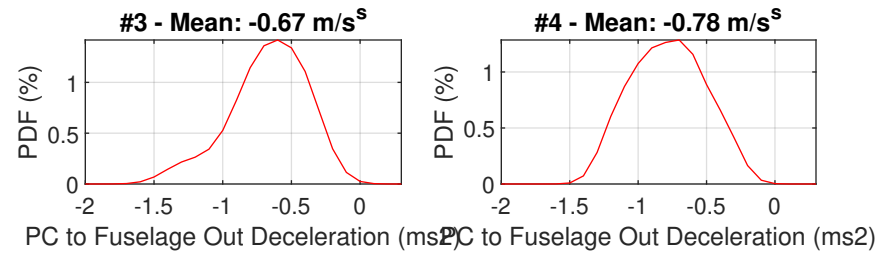 #3 - Mean: -0.67 m/s^s
PDF (%)
1
0.5
0
-2 -1.5 -1 -0.5 0
PC to Fuselage Out Deceleration (ms2)
#4 - Mean: -0.78 m/s^s
PDF (%)
1
0.5
0
-2 -1.5 -1 -0.5 0
PC to Fuselage Out Deceleration (ms2)